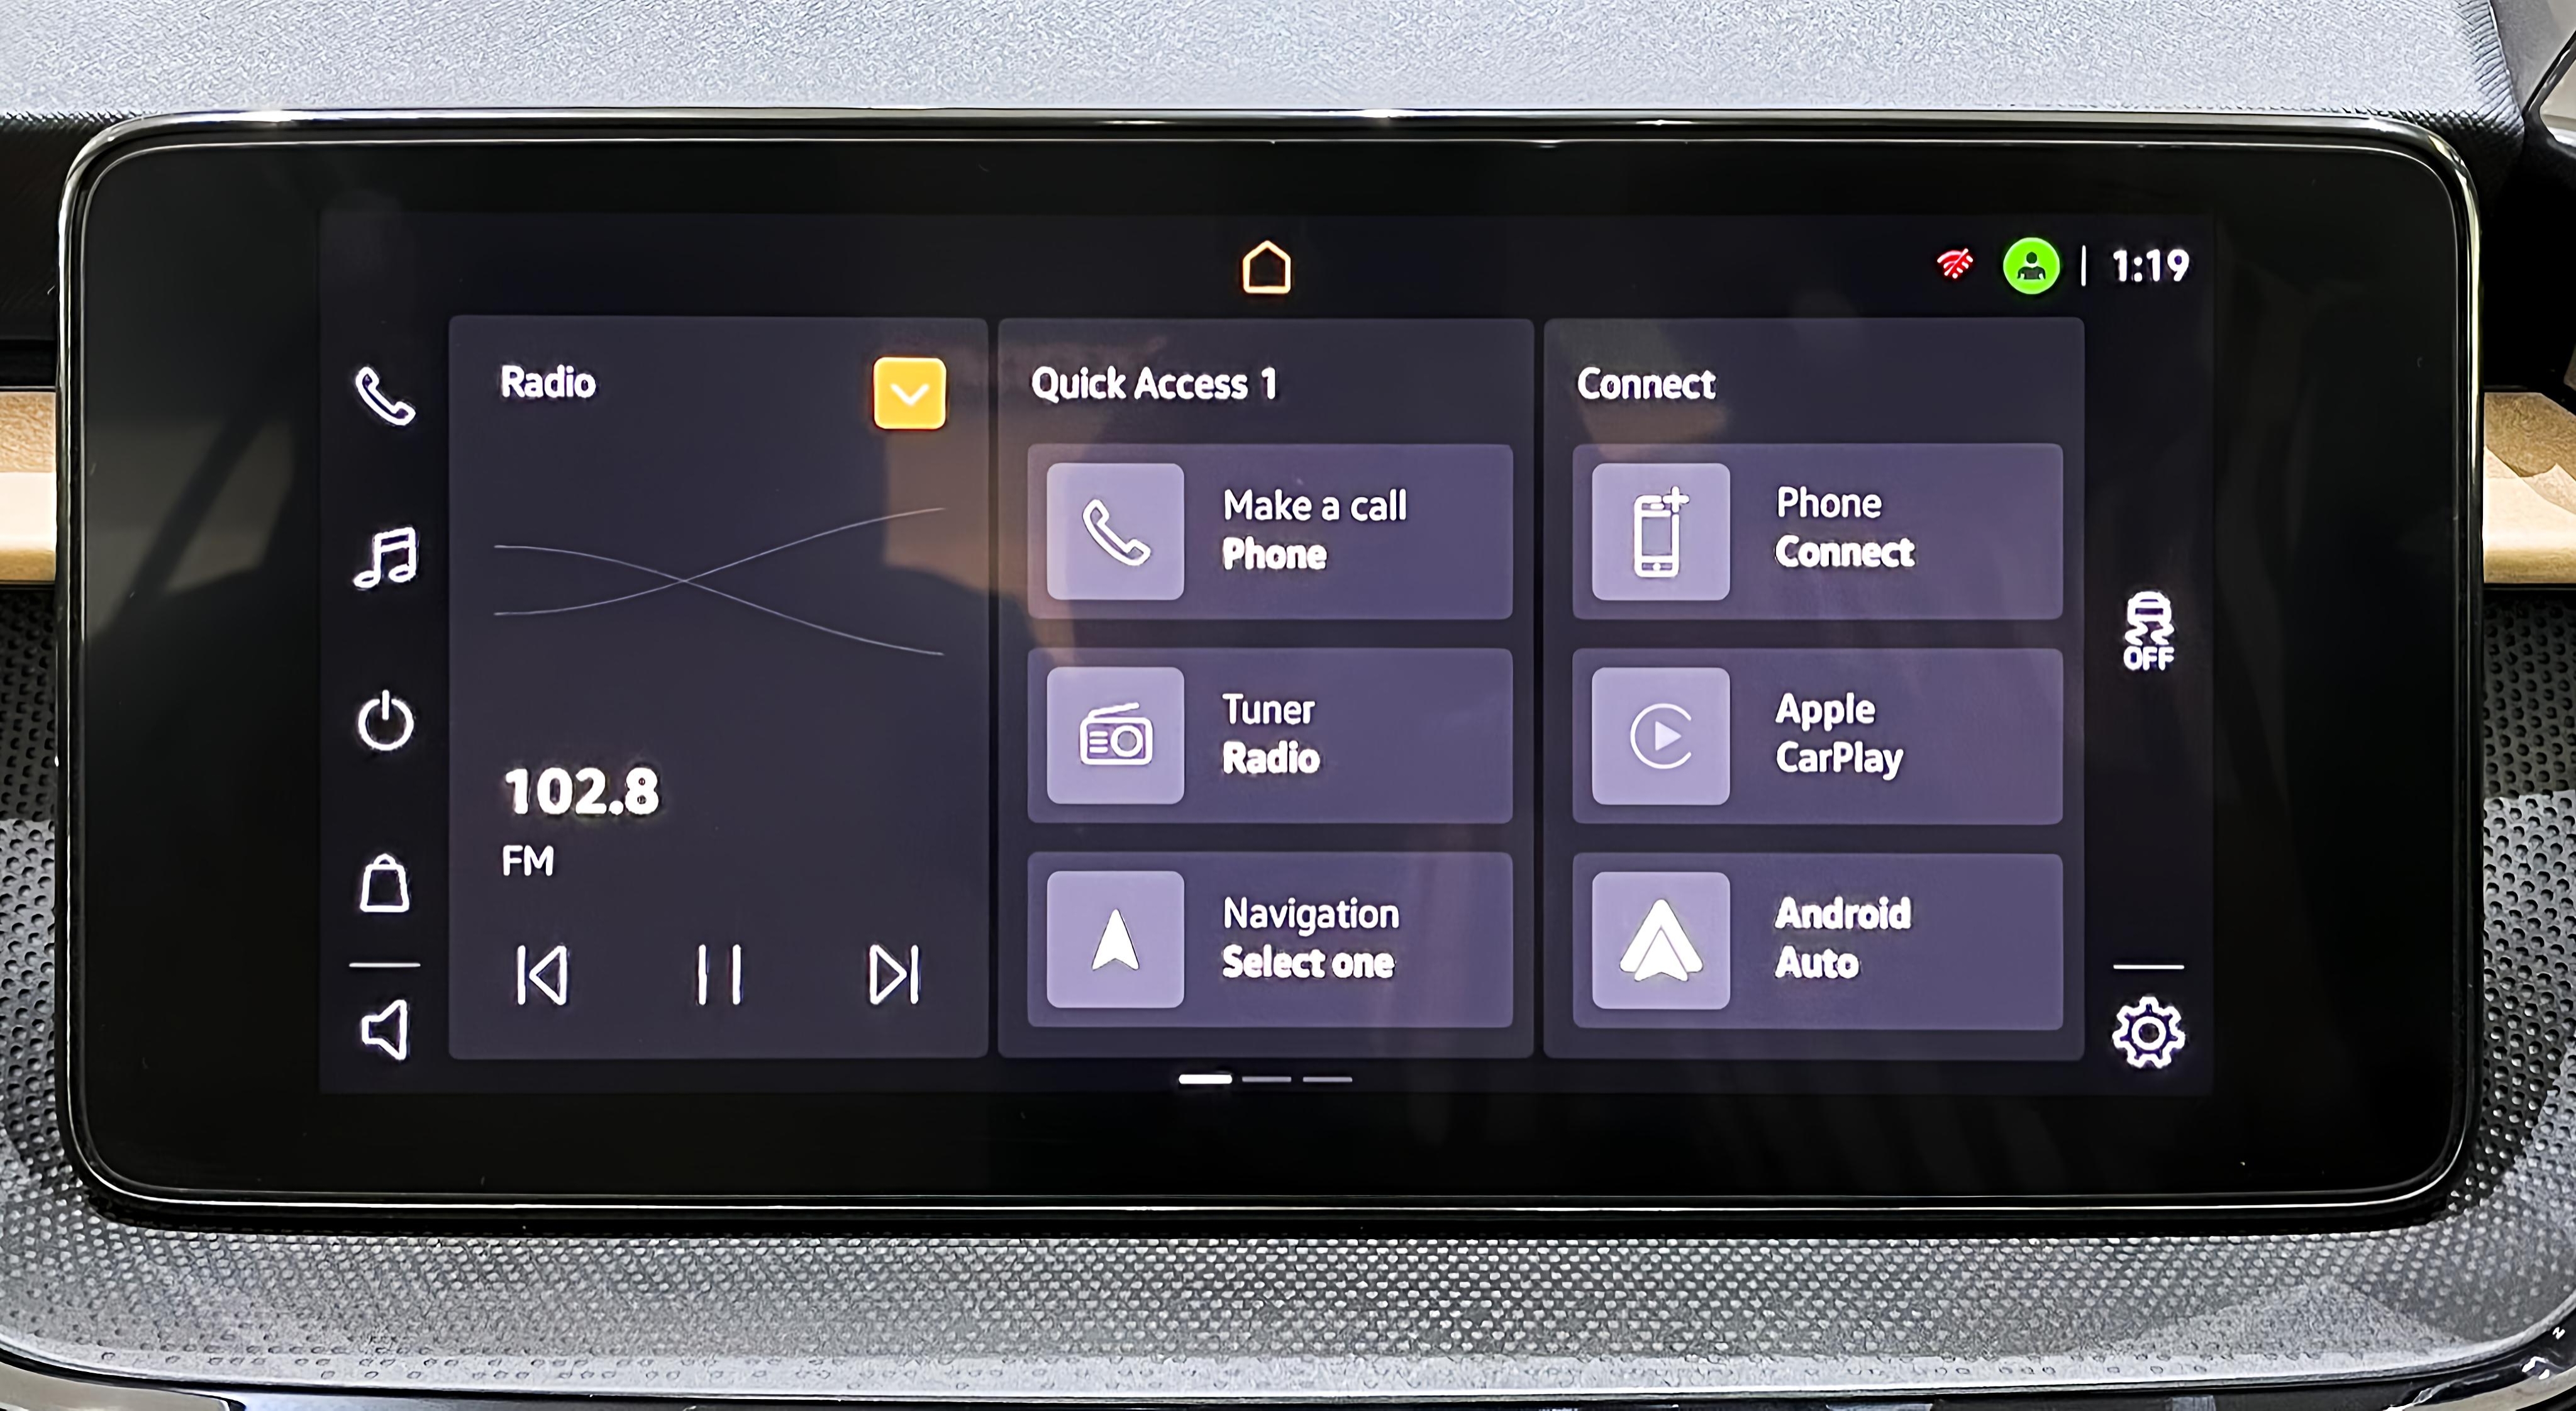 1:19
Radio
102.8
FM
Quick Access 1
Make a call
Phone
Tuner
Radio
Navigation
Select one
Connect
Phone
Connect
Apple
CarPlay
Android
Auto
OFF